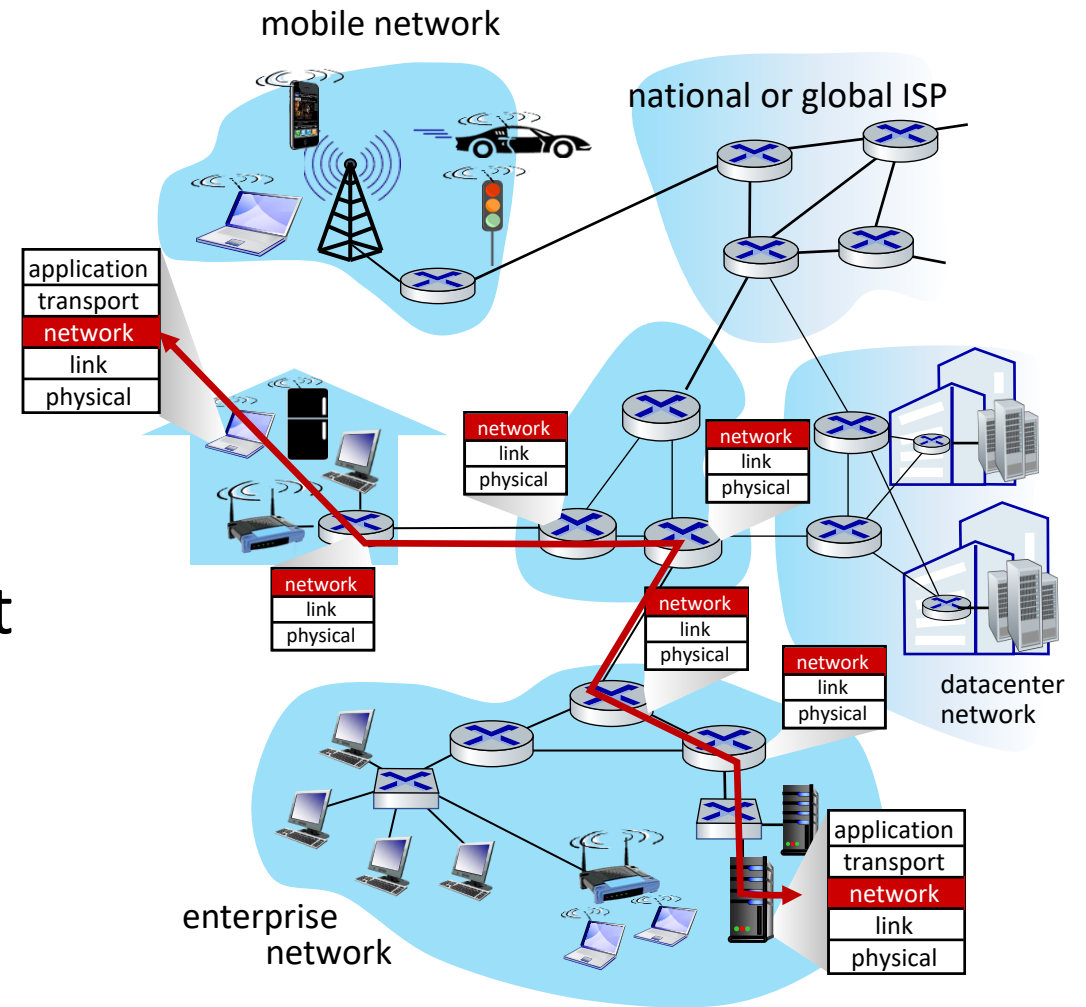 mobile network
national or global ISP
application
transport
network
link
physical
network
link
physical
network
link
physical
network
link
physical
t
network
link
physical
network
link
physical
datacenter
network
application
transport
network
link
physical
enterprise
network